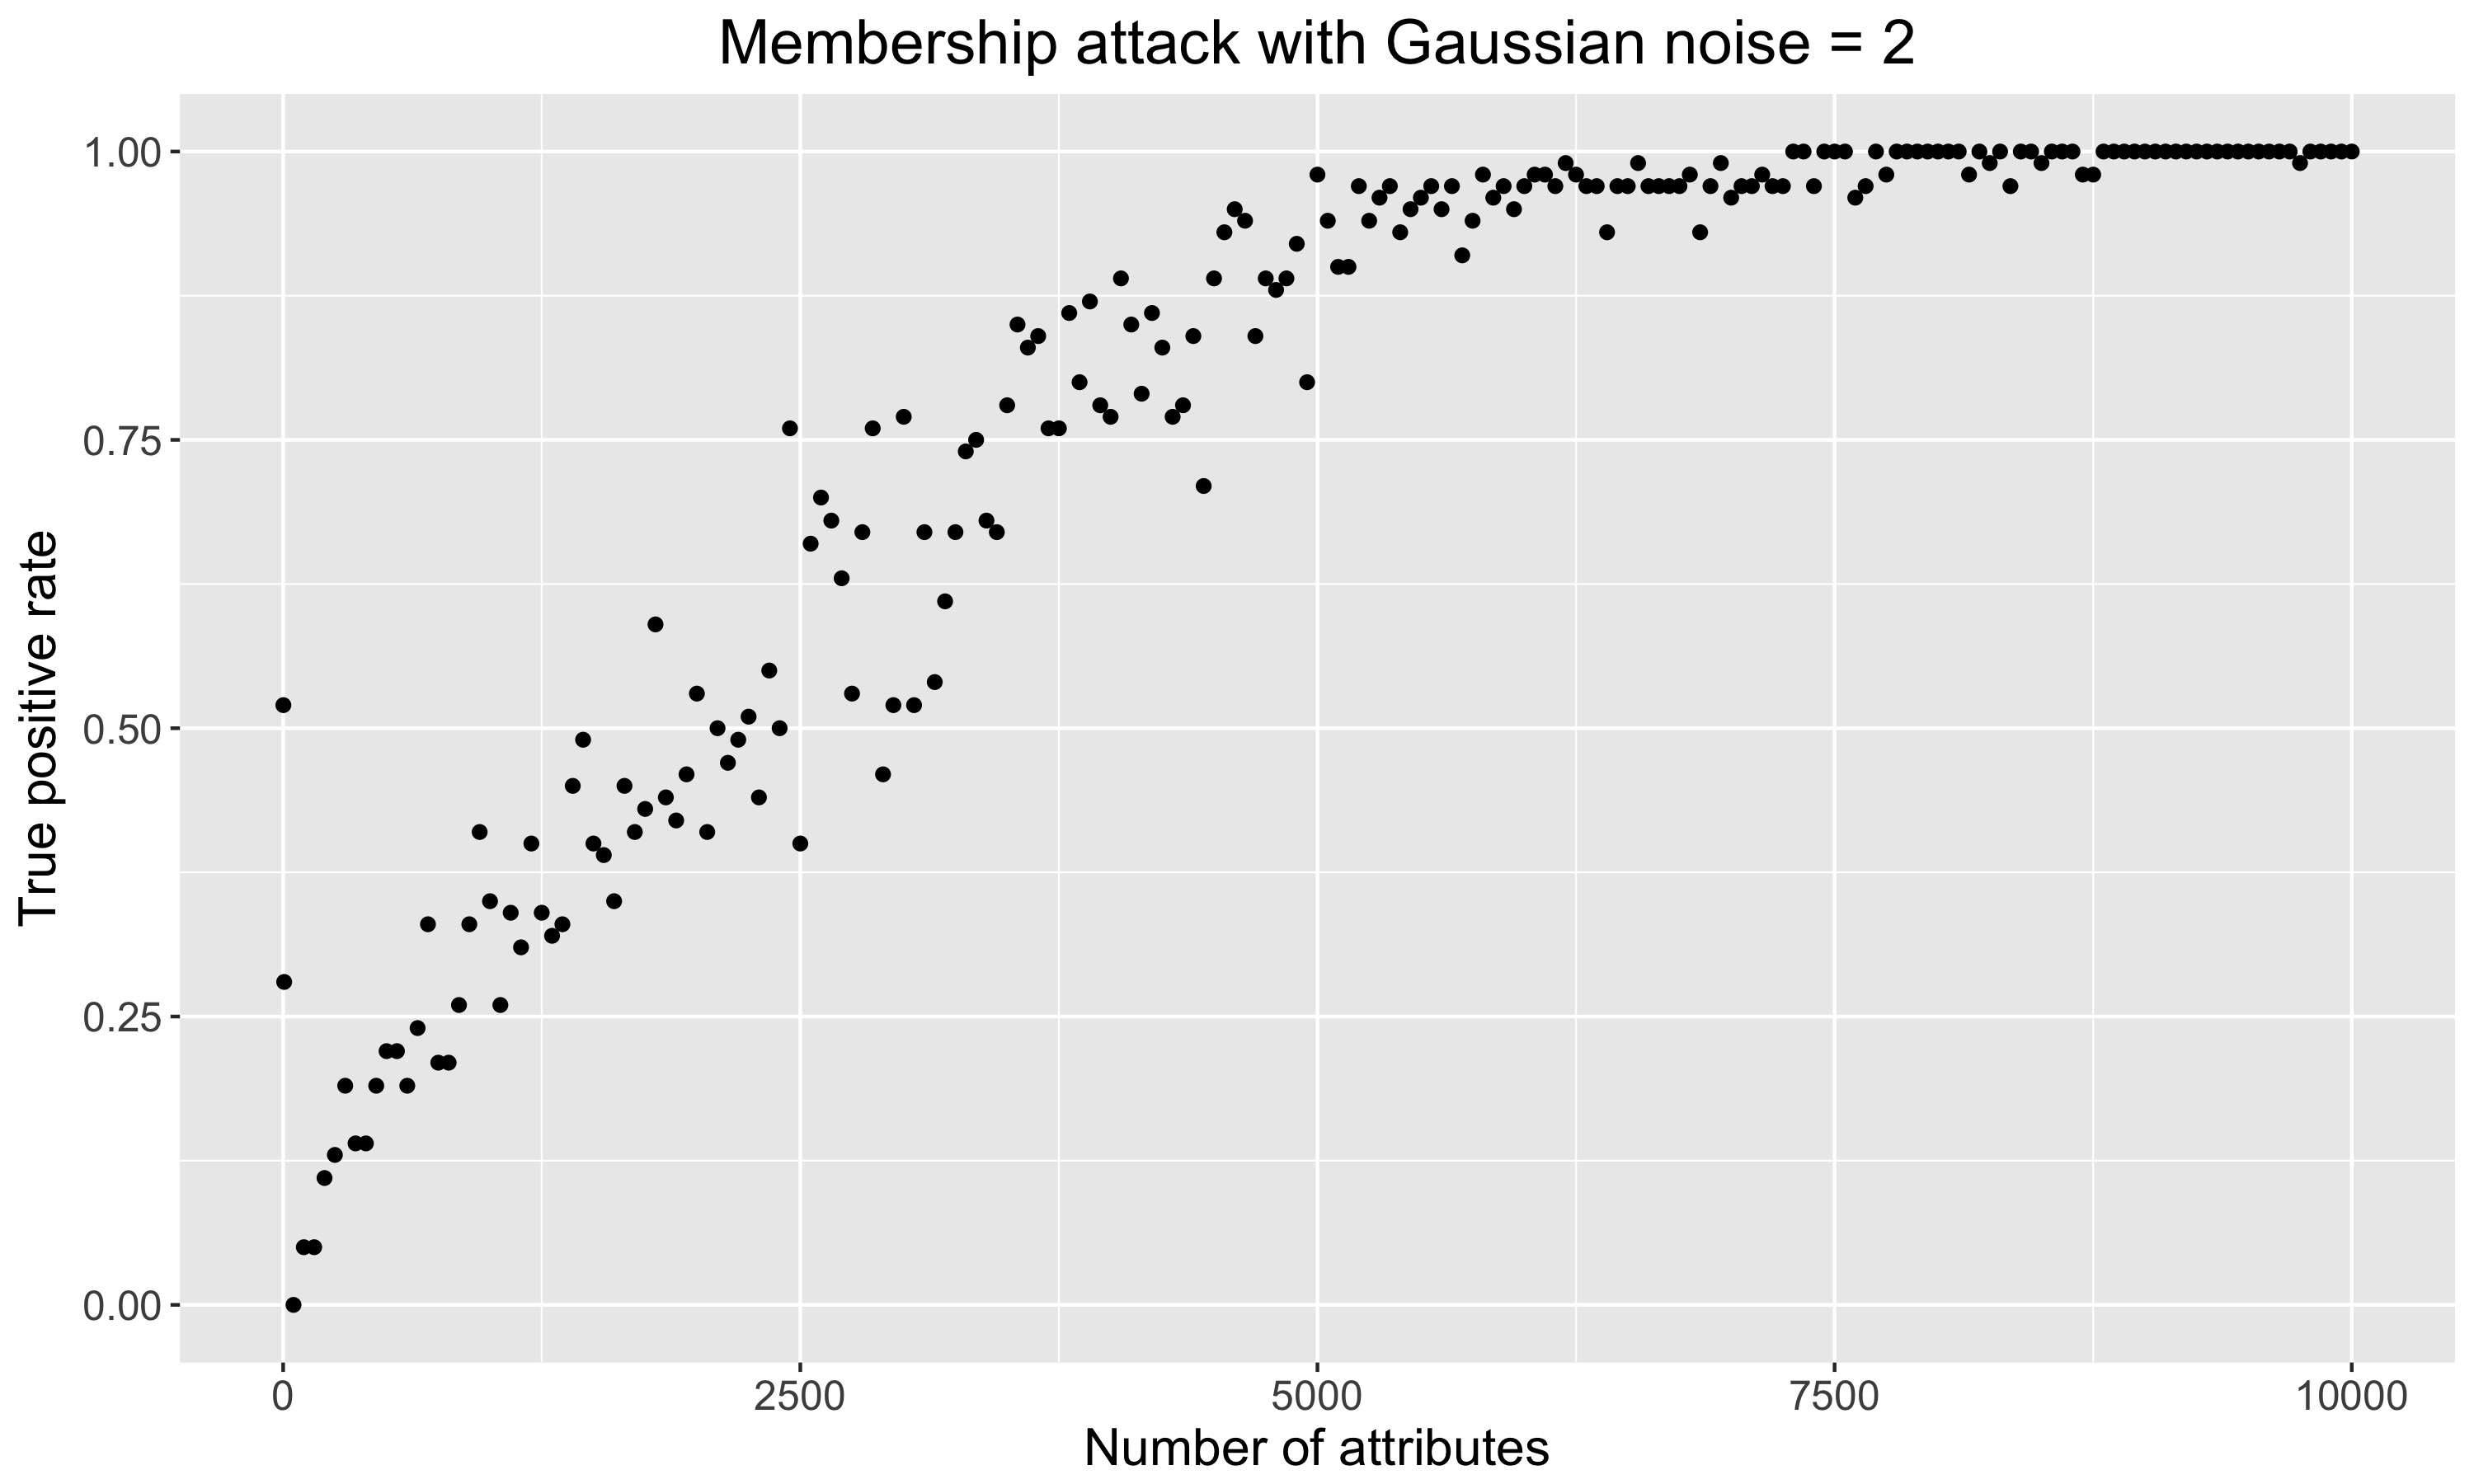 Membership attack with Gaussian noise = 2
True positive rate
1.00
0.75
0.50
0.25
0.00
0 2500 5000 7500 10000
Number of attributes